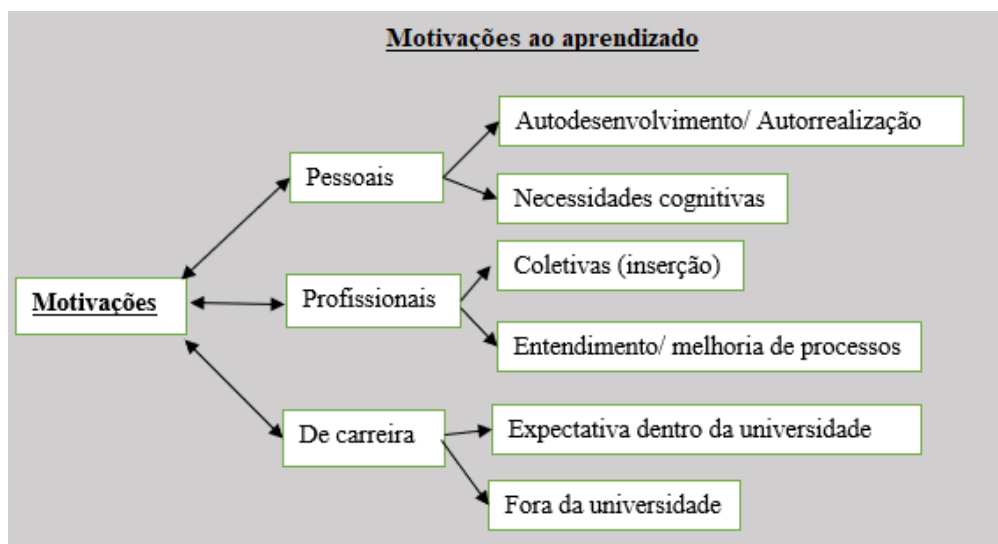 Motivações ao aprendizado
Autodesenvolvimento/ Autorrealização
Pessoais
Necessidades cognitivas
Coletivas (inserção)
Motivações
Profissionais
Entendimento/ melhoria de processos
Expectativa dentro da universidade
De carreira
Fora da universidade